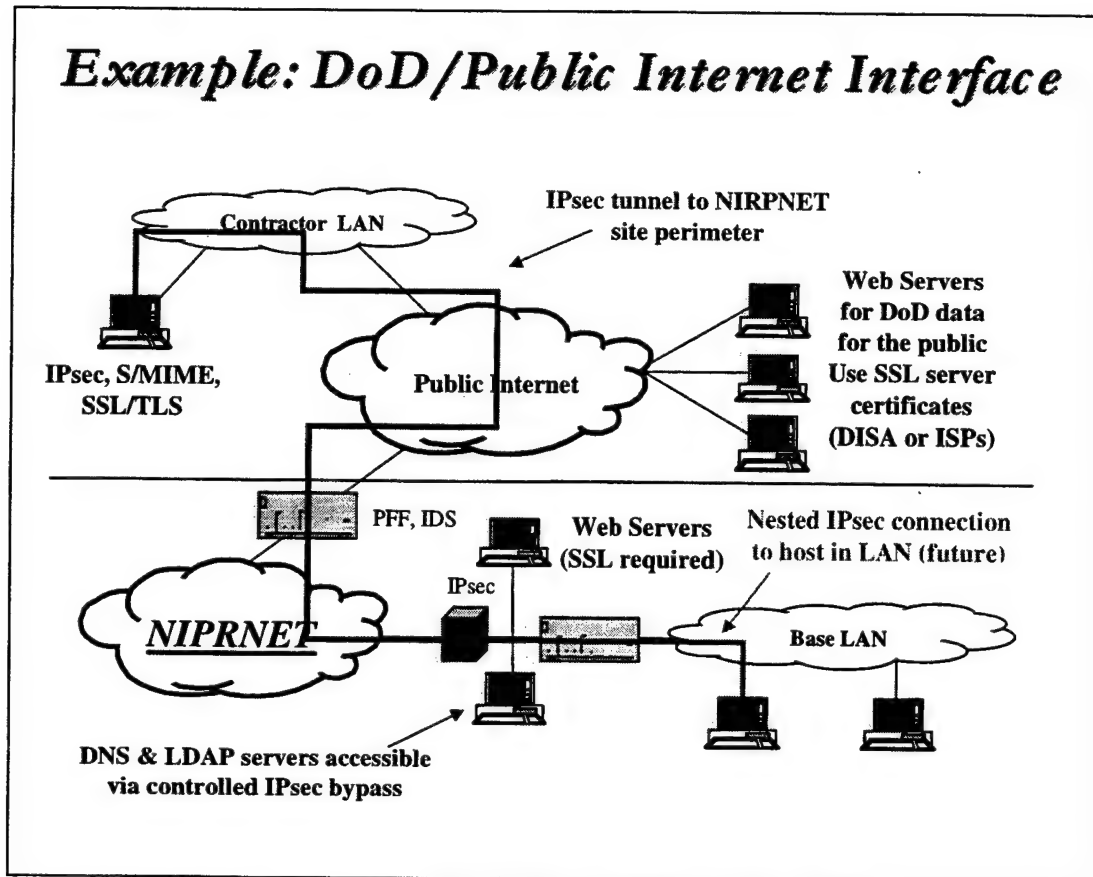 Example: DoD/Public Internet Interface
Contractor LAN
IPsec tunnel to NIRPNET
site perimeter
IPsec, S/MIME,
SSL/TLS
Public Internet
Web Servers
for DoD data
for the public
Use SSL server
certificates
(DISA or ISPs)
PFF, IDS
Web Servers
(SSL required)
Nested IPsec connection
to host in LAN (future)
IPsec
NIPRNET
Base LAN
DNS & LDAP servers accessible
via controlled IPsec bypass